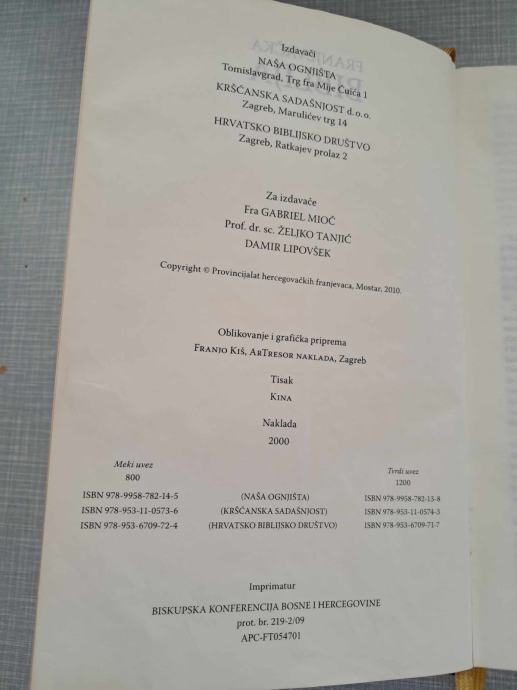 Izdavači
NAŠA OGNJIŠTA
Tomislavgrad, Trg fra Mije Čuića 1
KRŠĆANSKA SADAŠNJOST d.o.o.
Zagreb, Marulićev trg 14
HRVATSKO BIBLIJSKO DRUŠTVO
Zagreb, Ratkajev prolaz 2
Za izdavače
Fra GABRIEL MIOČ
Prof. dr. sc. ŽELJKO TANJIĆ
DAMIR LIPOVŠEK
Copyright © Provincijalat hercegovačkih franjevaca, Mostar, 2010.
Oblikovanje i grafička priprema
FRANJO KIŠ, ARTRESOR NAKLADA, Zagreb
Tisak
KINA
Naklada
2000
Meki uvez Tvrdi uvez
800 1200
ISBN 978-9958-782-14-5 (NAŠA OGNJIŠTA) ISBN 978-9958-782-13-8
ISBN 978-953-11-0573-6 (KRŠĆANSKA SADAŠNJOST) ISBN 978-953-11-0574-3
ISBN 978-953-6709-72-4 (HRVATSKO BIBLIJSKO DRUŠTVO) ISBN 978-953-6709-71-7
Imprimatur
BISKUPSKA KONFERENCIJA BOSNE I HERCEGOVINE
prot. br. 219-2/09
APC-FT054701